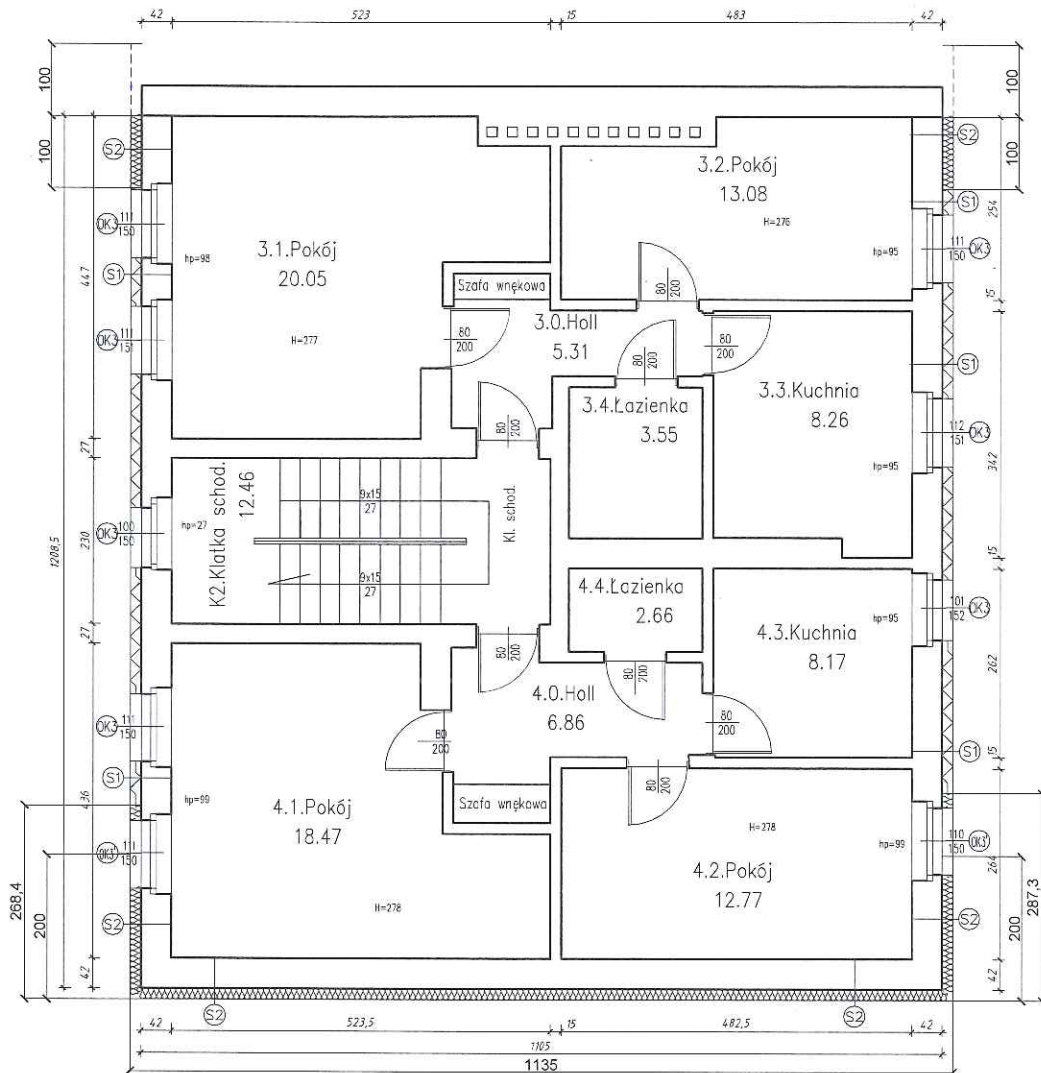 42 523 15 483 42
100
100
100
100
S2
S2
3.2.Pokój
13.08
H=276
S1
254
OK3 111
150
hp=98
3.1.Pokój
20.05
hp=95
111 OK3
150
S1
447
Szafa wnękowa
80
200
15
3.0.Holl
5.31
OK3 111
151
H=277
80
200
80
200
80
200
S1
3.4.Łazienka
3.55
3.3.Kuchnia
8.26
80
200
112 OK3
151
27
hp=95
342
K2.Klatka schod.
12.46
9x15
27
Kl. schod.
OK3 100
150
hp=27
230
1208,5
15
9x15
27
4.4.Łazienka
2.66
101 OK3
152
hp=95
4.3.Kuchnia
8.17
27
80
200
80
200
262
4.0.Holl
6.86
OK3 111
150
80
200
80
200
S1
15
S1
436
hp=99
80
200
4.1.Pokój
18.47
Szafa wnękowa
H=278
110 OK3
150
hp=99
OK3 111
150
264
4.2.Pokój
12.77
268,4
200
287,3
200
H=278
S2
S2
42
42
S2
S2
42 523,5 15 482,5 42
1105
1135